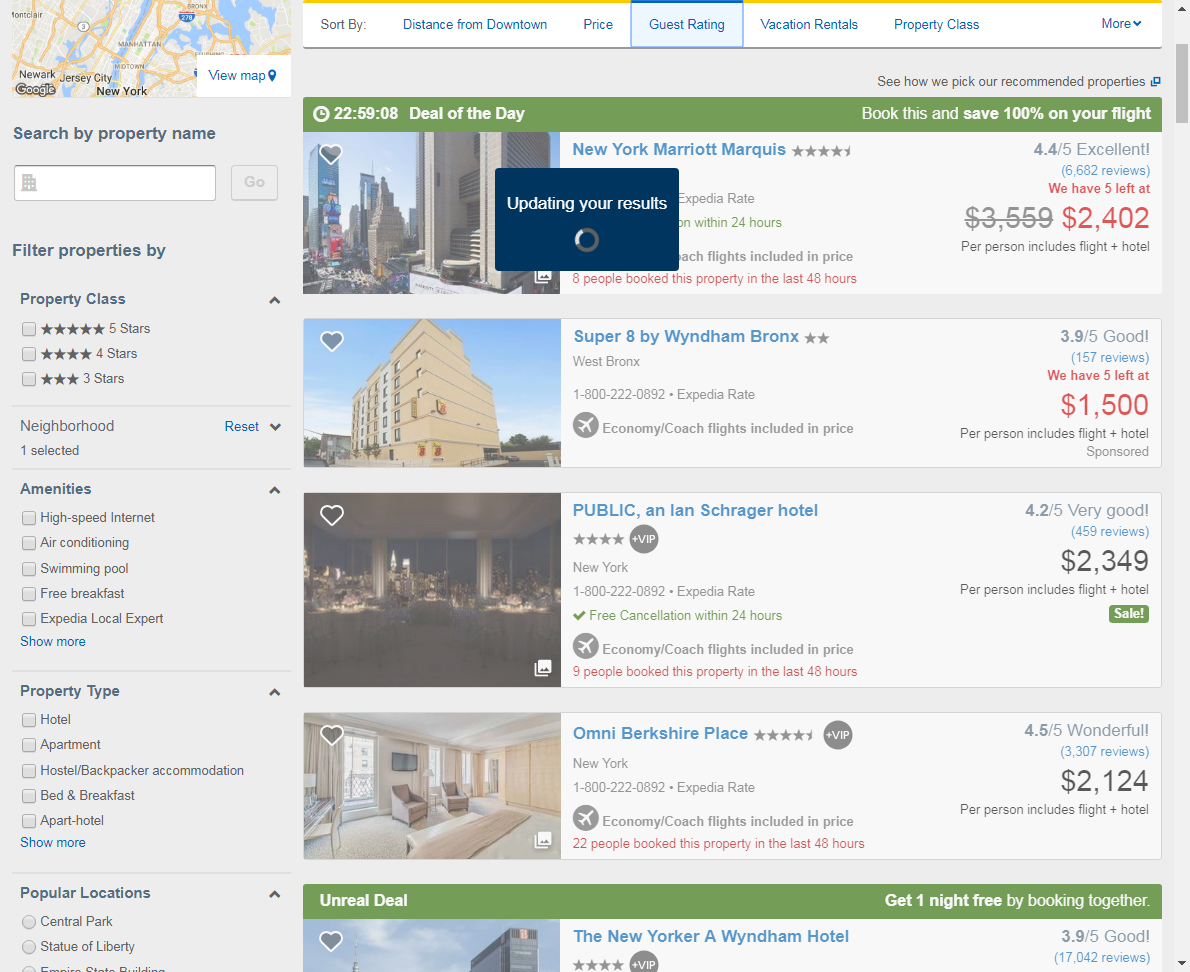 Montclair
BRONX
278
3
MANHATTAN
MIDTOWN
Newark
Jersey City
New York
Google
View map
Search by property name
Go
Filter properties by
Property Class
5 Stars
4 Stars
3 Stars
Neighborhood
Reset
1 selected
Amenities
High-speed Internet
Air conditioning
Swimming pool
Free breakfast
Expedia Local Expert
Show more
Property Type
Hotel
Apartment
Hostel/Backpacker accommodation
Bed & Breakfast
Apart-hotel
Show more
Popular Locations
Central Park
Statue of Liberty
Empire State Building
Sort By: Distance from Downtown Price Guest Rating Vacation Rentals Property Class More
See how we pick our recommended properties
22:59:08 Deal of the Day Book this and save 100% on your flight
New York Marriott Marquis
4.4/5 Excellent!
(6,682 reviews)
We have 5 left at
$3,559 $2,402
Per person includes flight + hotel
Updating your results
Expedia Rate
within 24 hours
Coach flights included in price
8 people booked this property in the last 48 hours
Super 8 by Wyndham Bronx
West Bronx
1-800-222-0892 • Expedia Rate
Economy/Coach flights included in price
3.9/5 Good!
(157 reviews)
We have 5 left at
$1,500
Per person includes flight + hotel
Sponsored
PUBLIC, an Ian Schrager hotel
+VIP
New York
1-800-222-0892 • Expedia Rate
Free Cancellation within 24 hours
Economy/Coach flights included in price
9 people booked this property in the last 48 hours
4.2/5 Very good!
(459 reviews)
$2,349
Per person includes flight + hotel
Sale!
Omni Berkshire Place
+VIP
New York
1-800-222-0892 • Expedia Rate
Economy/Coach flights included in price
22 people booked this property in the last 48 hours
4.5/5 Wonderful!
(3,307 reviews)
$2,124
Per person includes flight + hotel
Unreal Deal Get 1 night free by booking together.
The New Yorker A Wyndham Hotel
+VIP
3.9/5 Good!
(17,042 reviews)